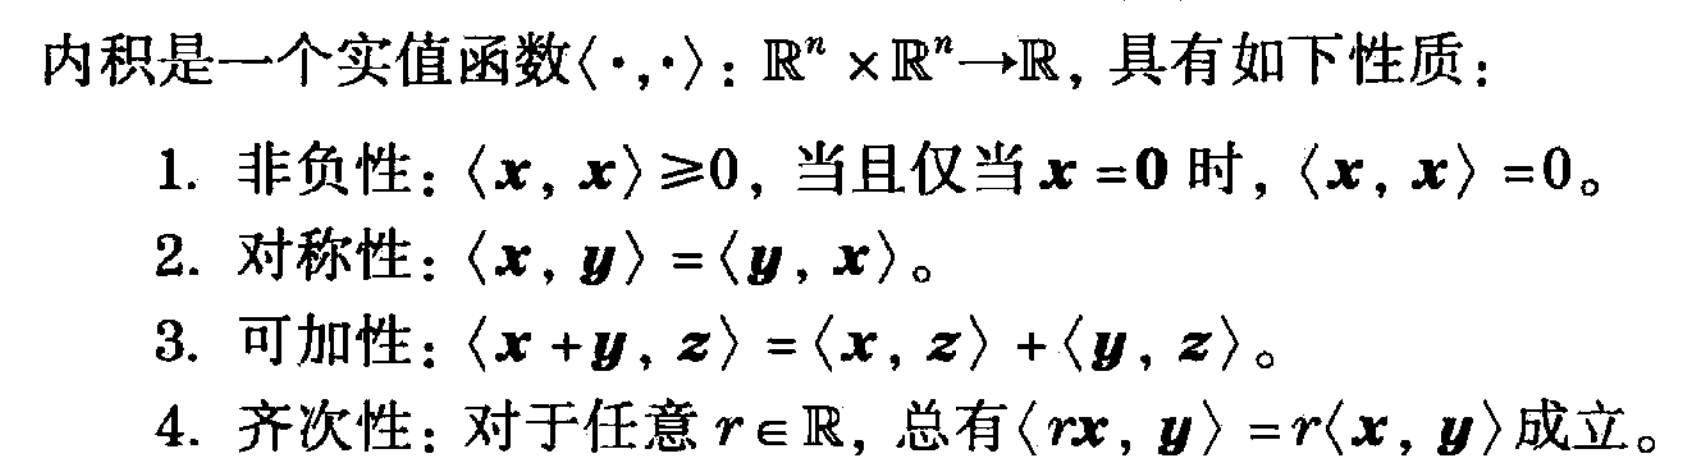 内积是一个实值函数〈·,·〉：ℝⁿ×ℝⁿ→ℝ，具有如下性质：
1. 非负性：〈x，x〉≥0，当且仅当x=0时，〈x，x〉=0。
2. 对称性：〈x，y〉=〈y，x〉。
3. 可加性：〈x+y，z〉=〈x，z〉+〈y，z〉。
4. 齐次性：对于任意r∈ℝ，总有〈rx，y〉=r〈x，y〉成立。